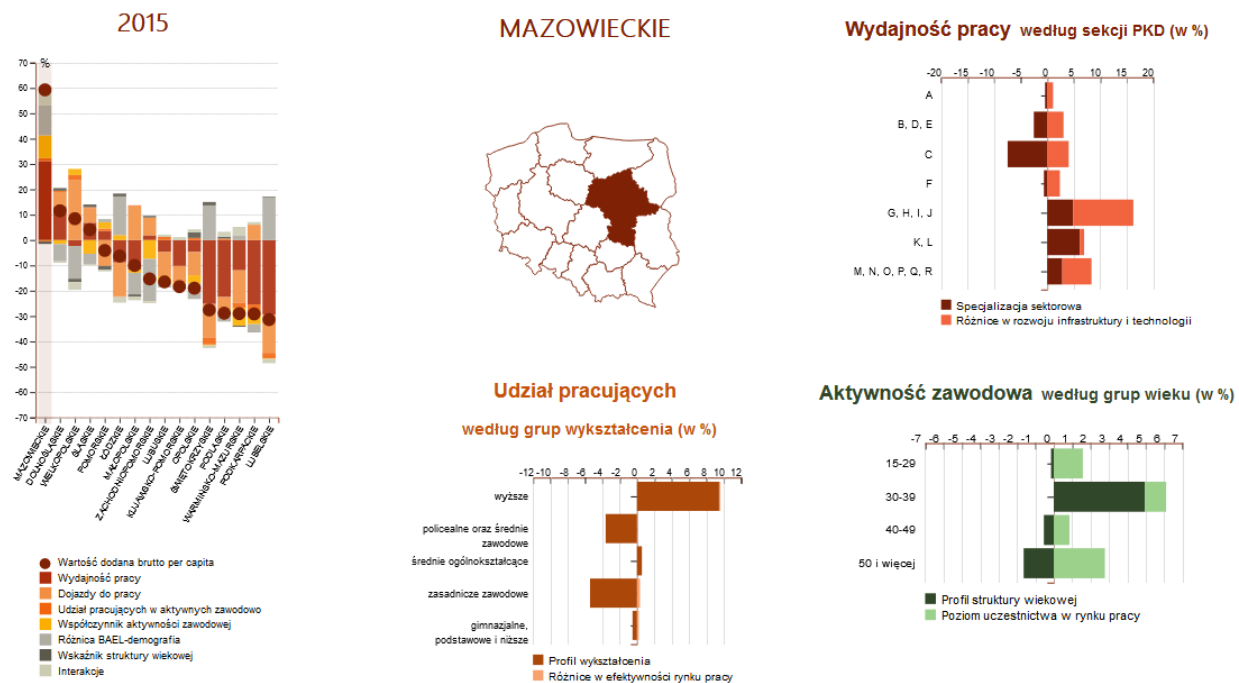 2015
%
70
60
50
40
30
20
10
0
-10
-20
-30
-40
-50
-60
-70
MAZOWIECKIE
DOLNOŚLĄSKIE
WIELKOPOLSKIE
ŚLĄSKIE
POMORSKIE
ŁÓDZKIE
MAŁOPOLSKIE
ZACHODNIOPOMORSKIE
LUBUSKIE
KUJAWSKO-POMORSKIE
OPOLSKIE
ŚWIĘTOKRZYSKIE
PODLASKIE
WARMIŃSKO-MAZURSKIE
PODKARPACKIE
LUBELSKIE
Wartość dodana brutto per capita
Wydajność pracy
Dojazdy do pracy
Udział pracujących w aktywnych zawodowo
Współczynnik aktywności zawodowej
Różnica BAEL-demografia
Wskaźnik struktury wiekowej
Interakcje
MAZOWIECKIE
Wydajność pracy według sekcji PKD (w %)
-20 -15 -10 -5 0 5 10 15 20
A
B, D, E
C
F
G, H, I, J
K, L
M, N, O, P, Q, R
Specjalizacja sektorowa
Różnice w rozwoju infrastruktury i technologii
Udział pracujących
według grup wykształcenia (w %)
-12 -10 -8 -6 -4 -2 0 2 4 6 8 10 12
wyższe
policealne oraz średnie
zawodowe
średnie ogólnokształcące
zasadnicze zawodowe
gimnazjalne,
podstawowe i niższe
Profil wykształcenia
Różnice w efektywności rynku pracy
Aktywność zawodowa według grup wieku (w %)
-7 -6 -5 -4 -3 -2 -1 0 1 2 3 4 5 6 7
15-29
30-39
40-49
50 i więcej
Profil struktury wiekowej
Poziom uczestnictwa w rynku pracy